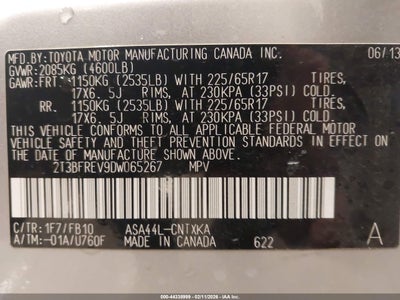 MFD.BY:TOYOTA MOTOR MANUFACTURING CANADA INC. 06/13
GVWR:2085KG (4600LB)
GAWR:FRT. 1150KG (2535LB) WITH 225/65R17 TIRES,
17X6.5J RIMS, AT 230KPA (33PSI) COLD.
RR. 1150KG (2535LB) WITH 225/65R17 TIRES,
17X6.5J RIMS, AT 230KPA (33PSI) COLD.
THIS VEHICLE CONFORMS TO ALL APPLICABLE FEDERAL MOTOR
VEHICLE SAFETY AND THEFT PREVENTION STANDARDS IN EFFECT
ON THE DATE OF MANUFACTURE SHOWN ABOVE.
2T3BFREV9DW065267 MPV
C/TR:1F7/FB10 ASA44L-CNTXKA
A/TM:-01A/U760F MADE IN CANADA 622 A
500-44338999 - 02/11/2026 - IAAI